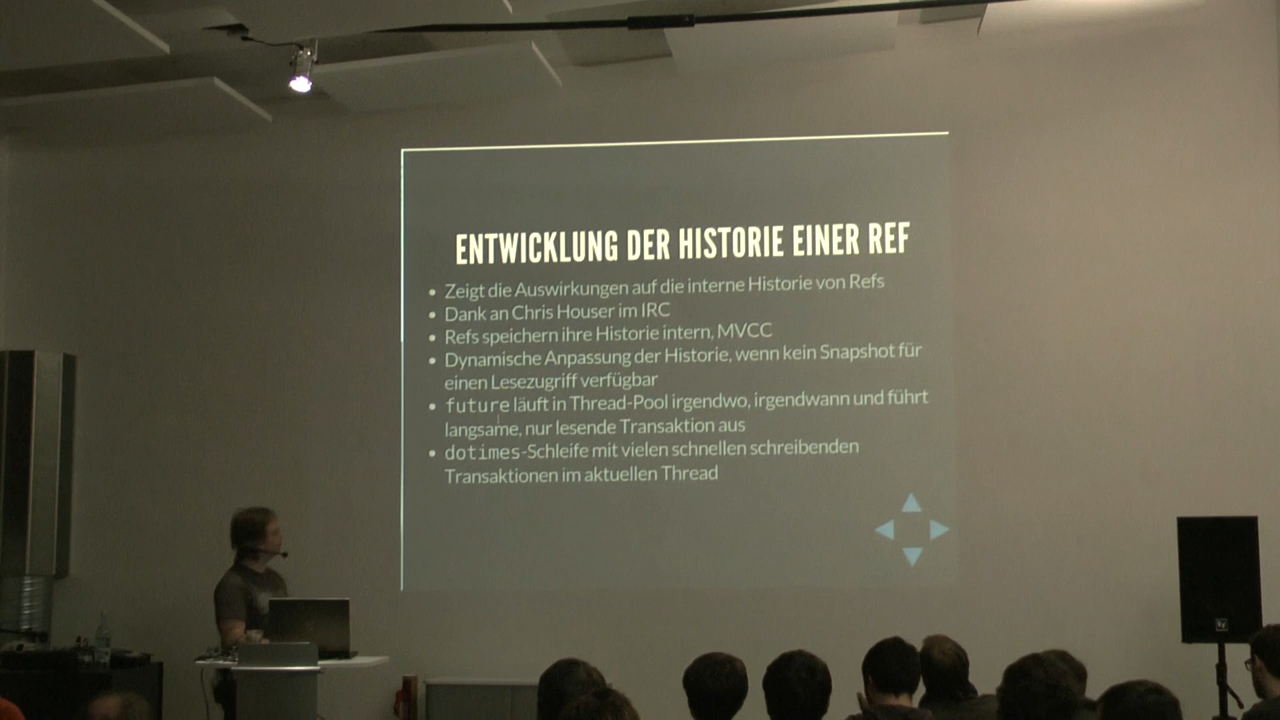 ENTWICKLUNG DER HISTORIE EINER REF
• Zeigt die Auswirkungen auf die interne Historie von Refs
• Dank an Chris Houser im IRC
• Refs speichern ihre Historie intern, MVCC
• Dynamische Anpassung der Historie, wenn kein Snapshot für
einen Lesezugriff verfügbar
• future läuft in Thread-Pool irgendwo, irgendwann und führt
langsame, nur lesende Transaktion aus
• dotimes-Schleife mit vielen schnellen schreibenden
Transaktionen im aktuellen Thread